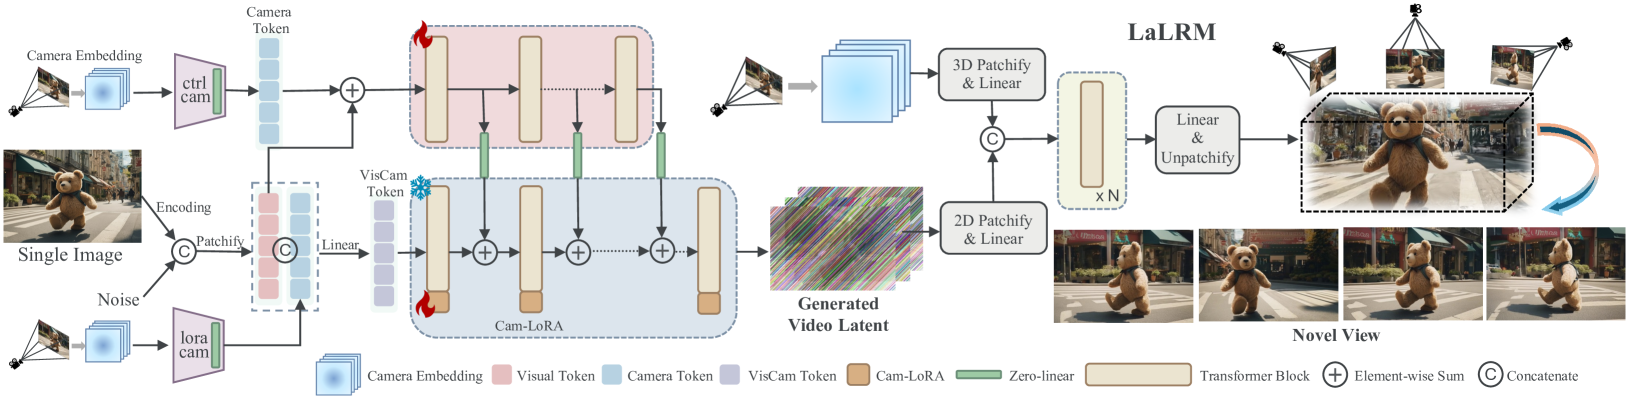 Camera
Token
Camera Embedding
ctrl
cam
Single Image
Encoding
Patchify
Noise
lora
cam
Linear
VisCam
Token
Cam-LoRA
Generated
Video Latent
LaLRM
3D Patchify
& Linear
C
2D Patchify
& Linear
x N
Linear
&
Unpatchify
Novel View
C
C
Camera Embedding
Visual Token
Camera Token
VisCam Token
Cam-LoRA
Zero-linear
Transformer Block
Element-wise Sum
C
Concatenate